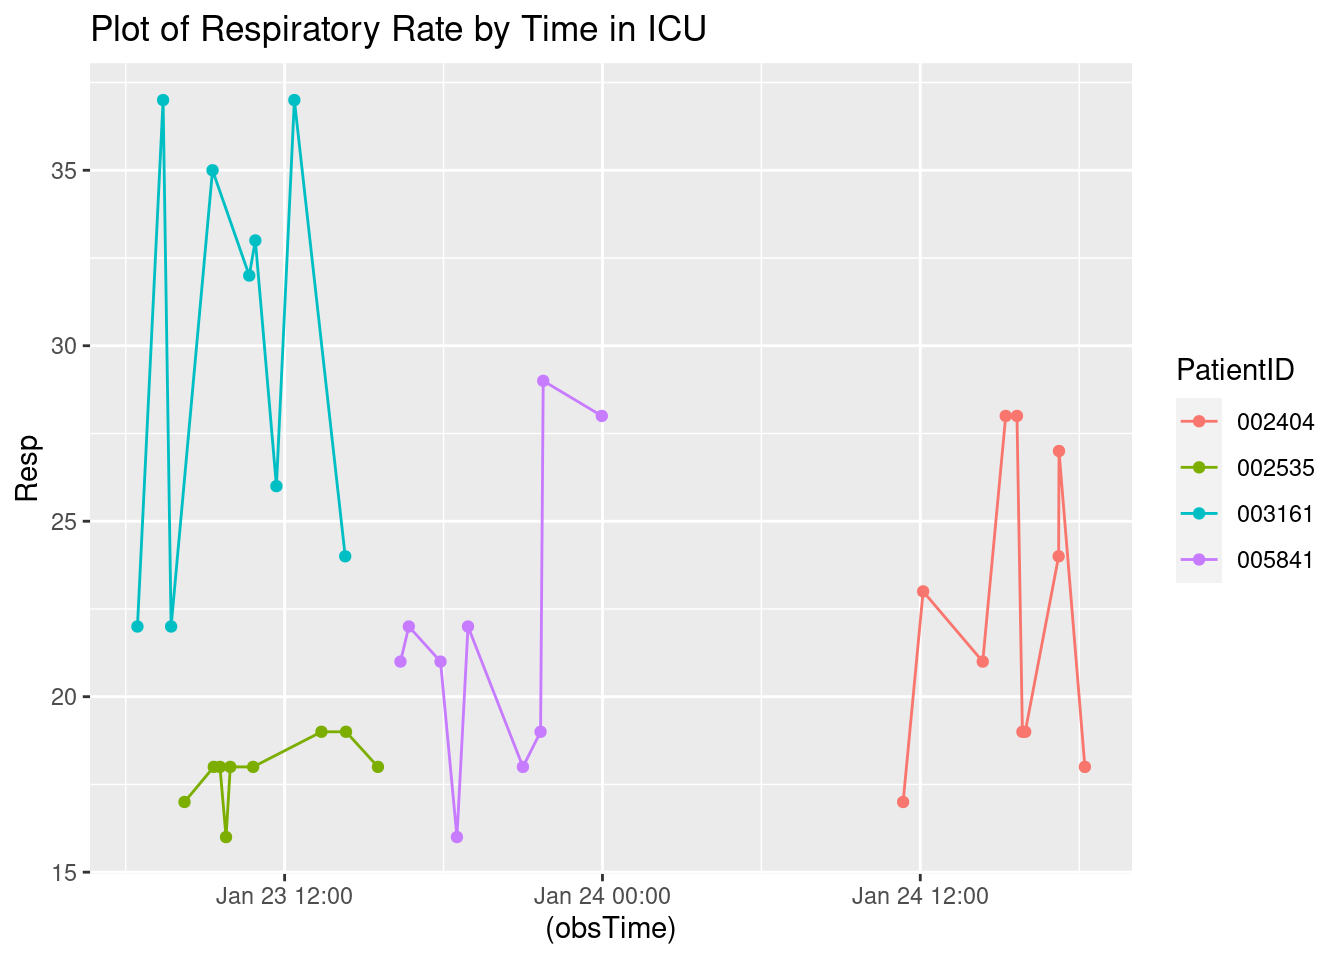 Plot of Respiratory Rate by Time in ICU
35
30
25
20
15
Resp
Jan 23 12:00
Jan 24 00:00
Jan 24 12:00
(obsTime)
PatientID
002404
002535
003161
005841